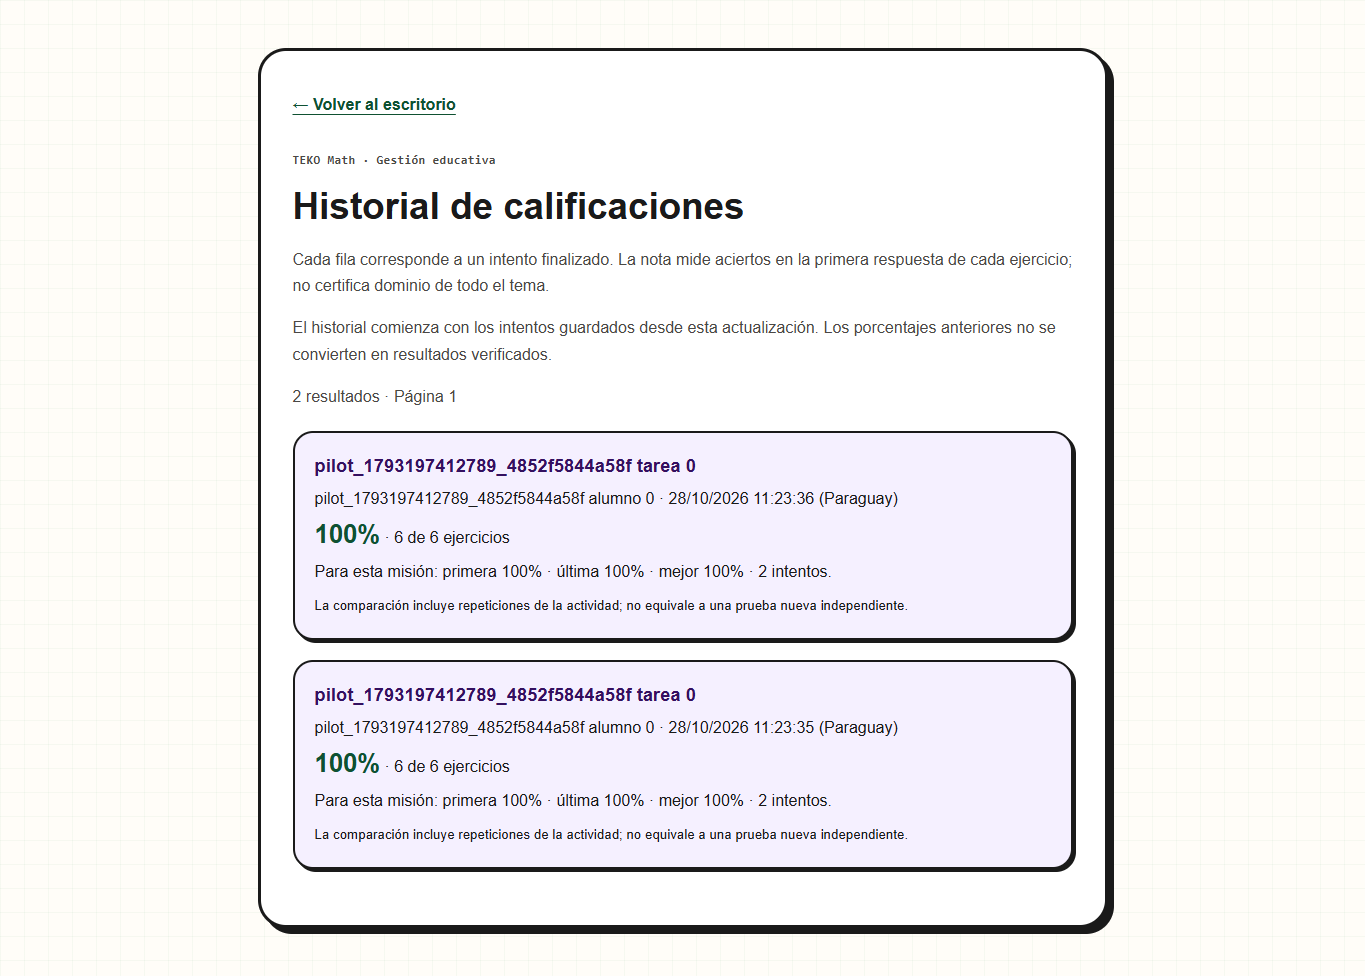 ← Volver al escritorio
TEKO Math · Gestión educativa
Historial de calificaciones
Cada fila corresponde a un intento finalizado. La nota mide aciertos en la primera respuesta de cada ejercicio;
no certifica dominio de todo el tema.
El historial comienza con los intentos guardados desde esta actualización. Los porcentajes anteriores no se
convierten en resultados verificados.
2 resultados · Página 1
pilot_1793197412789_4852f5844a58f tarea 0
pilot_1793197412789_4852f5844a58f alumno 0 · 28/10/2026 11:23:36 (Paraguay)
100% · 6 de 6 ejercicios
Para esta misión: primera 100% · última 100% · mejor 100% · 2 intentos.
La comparación incluye repeticiones de la actividad; no equivale a una prueba nueva independiente.
pilot_1793197412789_4852f5844a58f tarea 0
pilot_1793197412789_4852f5844a58f alumno 0 · 28/10/2026 11:23:35 (Paraguay)
100% · 6 de 6 ejercicios
Para esta misión: primera 100% · última 100% · mejor 100% · 2 intentos.
La comparación incluye repeticiones de la actividad; no equivale a una prueba nueva independiente.